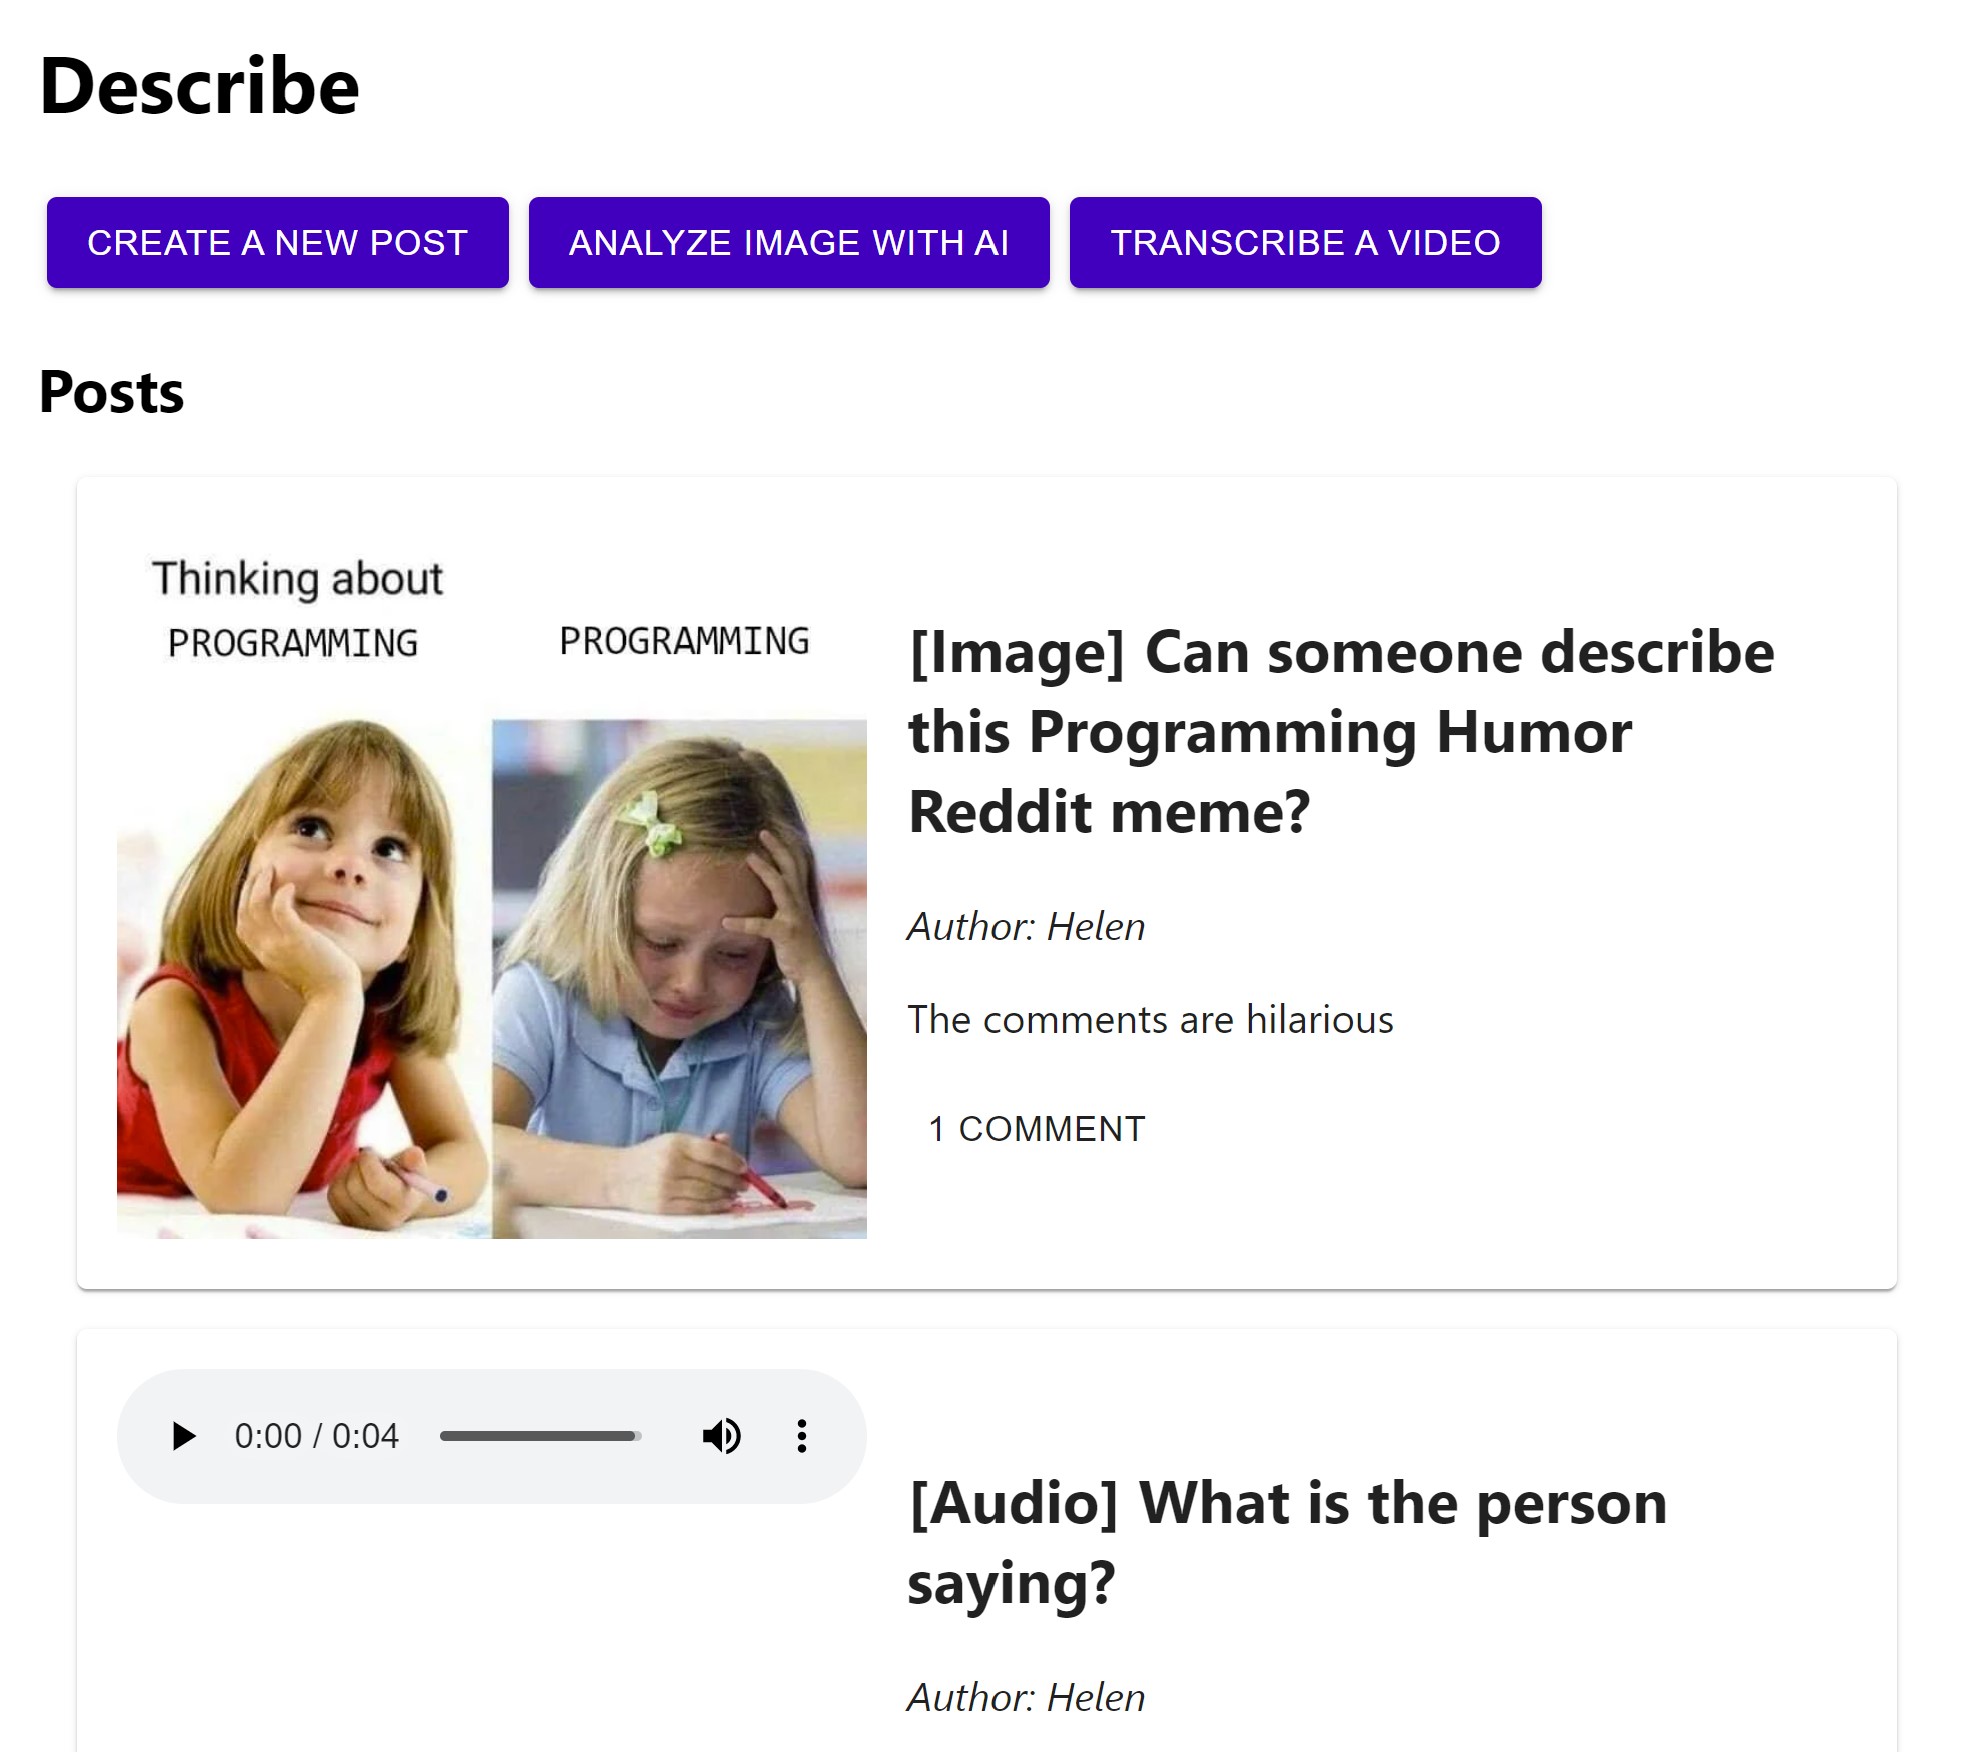 Describe
CREATE A NEW POST
ANALYZE IMAGE WITH AI
TRANSCRIBE A VIDEO
Posts
Thinking about
PROGRAMMING
PROGRAMMING
[Image] Can someone describe
this Programming Humor
Reddit meme?
Author: Helen
The comments are hilarious
1 COMMENT
0:00 / 0:04
[Audio] What is the person
saying?
Author: Helen